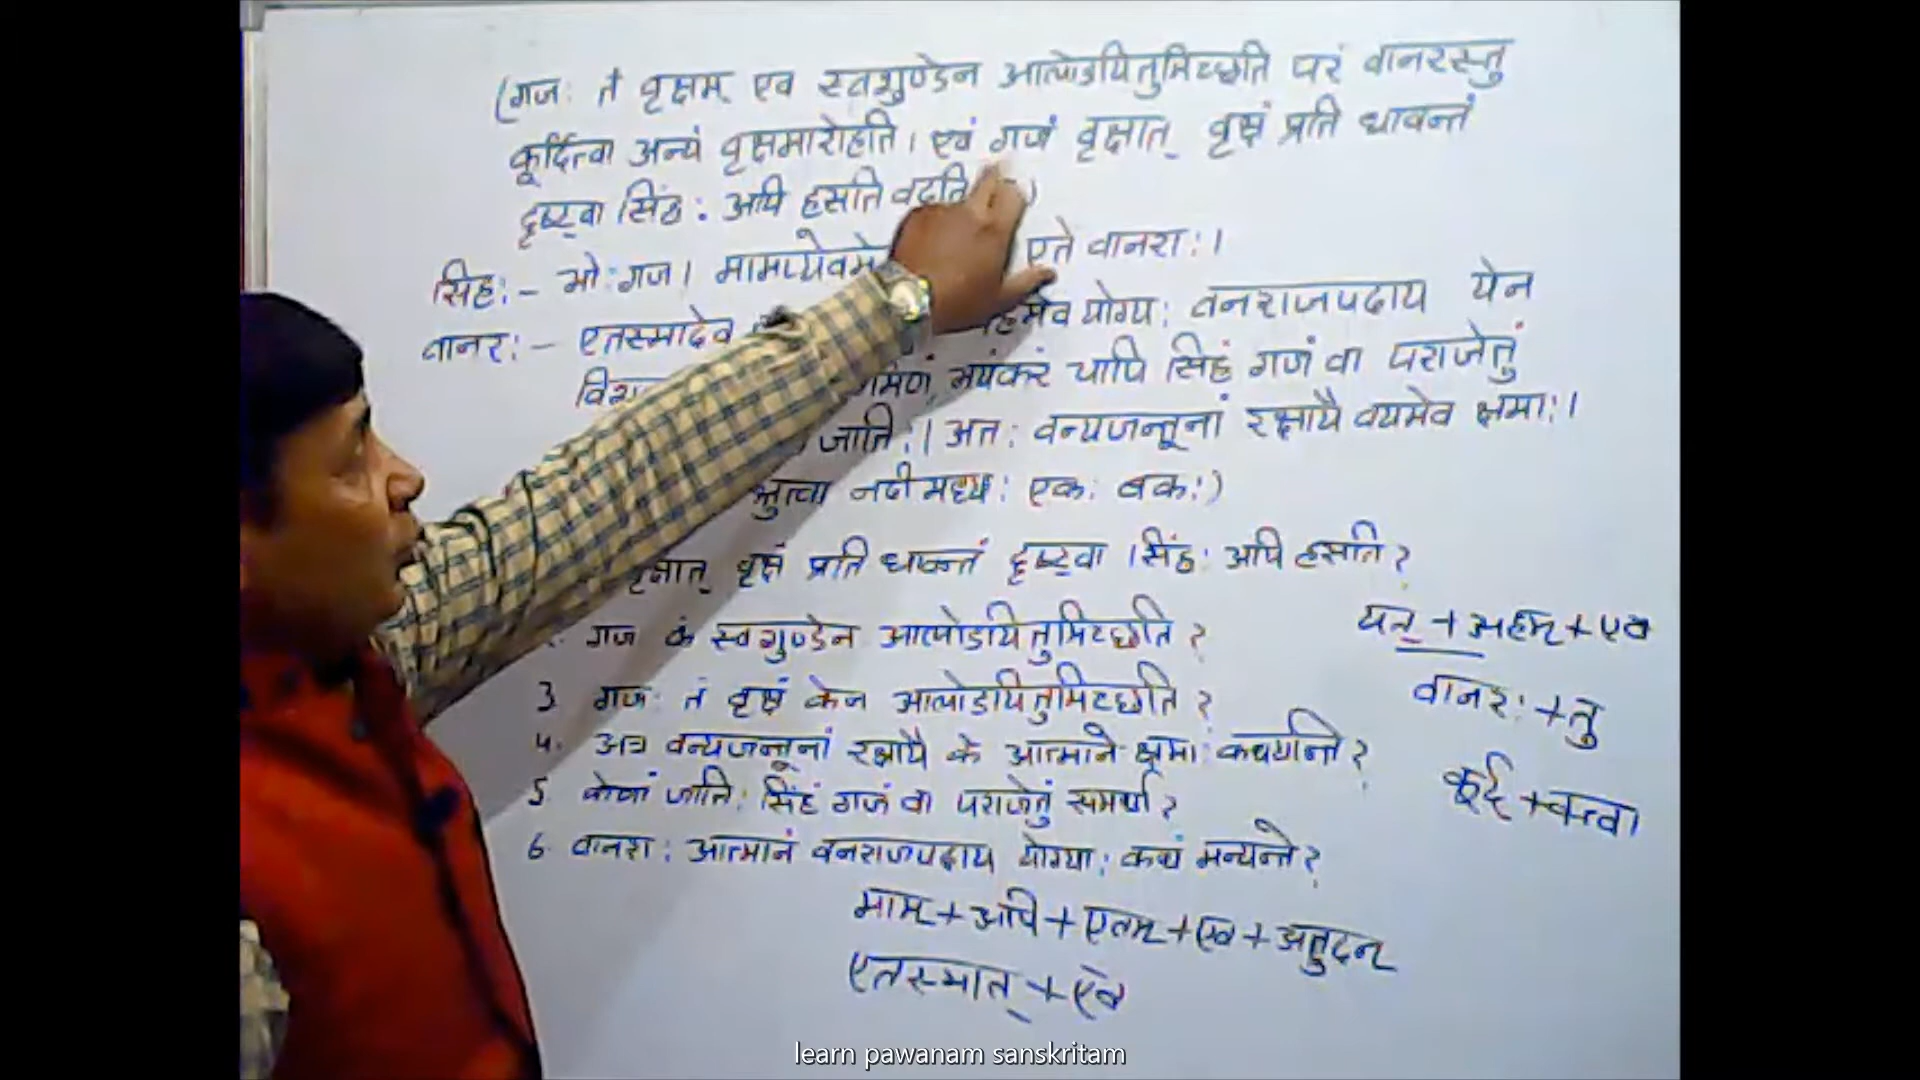 (गजः तं वृक्षम् एव स्वशुण्डेन आलोडयितुमिच्छति परं वानरस्तु
कूर्दित्वा अन्यं वृक्षमारोहति। एवं गजं वृक्षात् वृक्षं प्रति धावन्तं
दृष्ट्वा सिंहः अपि हसति वदति )
सिंहः - भोः गज। मामप्येवमे एते वानराः।
वानरः - एतस्मादेव हमेव योग्यः वनराजपदाय येन
भयंकरं चापि सिंहं गजं वा पराजेतुं
जातिः। अतः वन्यजन्तूनां रक्षायै वयमेव क्षमाः।
श्रुत्वा नदीमध्यः एकः बकः)
वृक्षात् वृक्षं प्रति धावन्तं दृष्ट्वा सिंहः अपि हसति?
गज कं स्वशुण्डेन आलोडयितुमिच्छति?
3. गजः तं वृक्षं केन आलोडयितुमिच्छति?
4. अत्र वन्यजन्तूनां रक्षायै के आत्मानं क्षमाः कथयन्ति?
5. केषां जातिः सिंहं गजं वा पराजेतुं समर्था?
6. वानराः आत्मानं वनराजपदाय योग्याः कथं मन्यन्ते?
यत् + अहम् + एव
वानरः + तु
कूर्द + क्त्वा
माम् + अपि + एवम् + एव + अतुदन्
एतस्मात् + एव
learn pawanam sanskritam